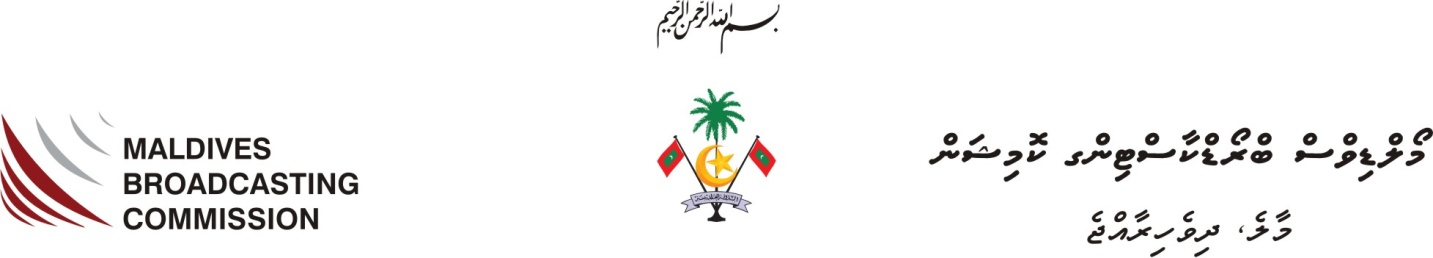 بسم الله الرحمن الرحيم
MALDIVES
BROADCASTING
COMMISSION
މޯލްޑިވްސް ބްރޯޑްކާސްޓިންގ ކޮމިޝަން
މާލެ، ދިވެހިރާއްޖެ